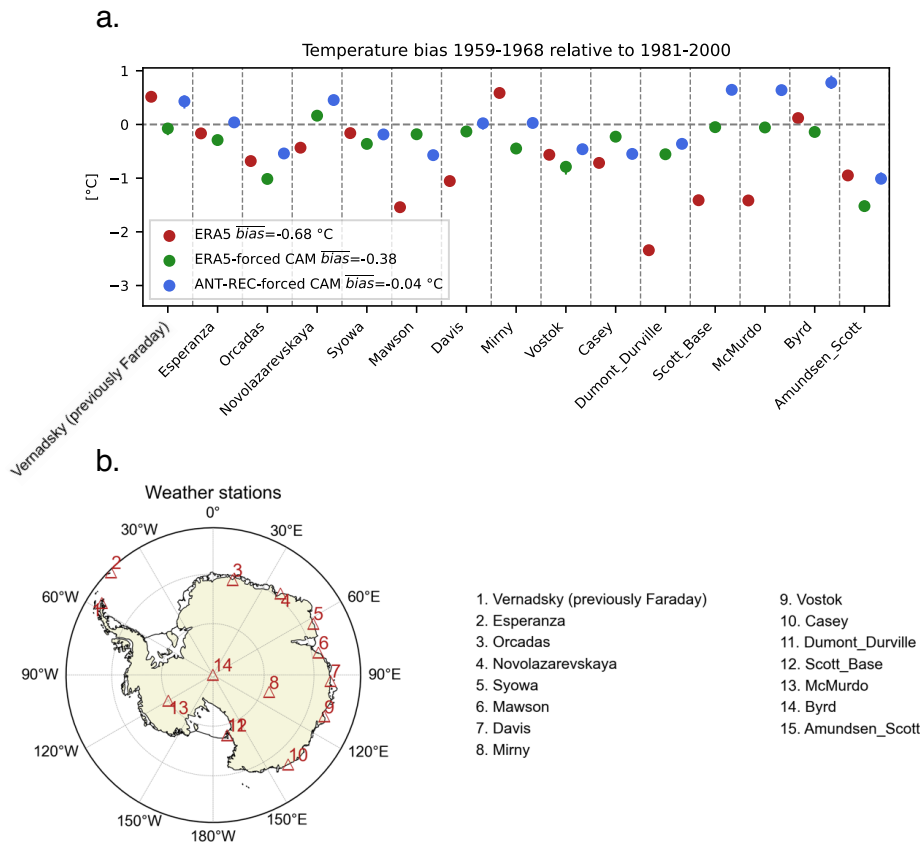 a.
Temperature bias 1959-1968 relative to 1981-2000
[°C]
1
0
−1
−2
−3
ERA5 bias=-0.68 °C
ERA5-forced CAM bias=-0.38
ANT-REC-forced CAM bias=-0.04 °C
Vernadsky (previously Faraday)
Esperanza
Orcadas
Novolazarevskaya
Syowa
Mawson
Davis
Mirny
Vostok
Casey
Dumont_Durville
Scott_Base
McMurdo
Byrd
Amundsen_Scott
b.
Weather stations
0°
30°W
30°E
60°W
60°E
90°W
90°E
120°W
120°E
150°W
150°E
180°W
2
3
4
5
6
7
8
9
10
13
14
1. Vernadsky (previously Faraday)
2. Esperanza
3. Orcadas
4. Novolazarevskaya
5. Syowa
6. Mawson
7. Davis
8. Mirny
9. Vostok
10. Casey
11. Dumont_Durville
12. Scott_Base
13. McMurdo
14. Byrd
15. Amundsen_Scott